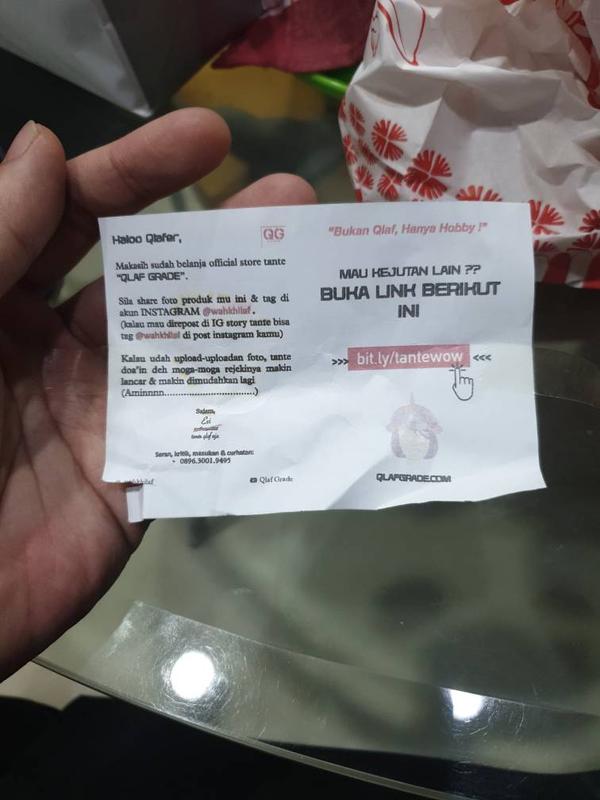 Haloo Qlafer,
QG
Makasih sudah belanja official store tante
"QLAF GRADE".
Sila share foto produk mu ini & tag di
akun INSTAGRAM @wahkhilaf.
(kalau mau direpost di IG story tante bisa
tag @wahkhilaf di post instagram kamu)
Kalau udah upload-uploadan foto, tante
doa"in deh moga-moga rejekinya makin
lancar & makin dimudahkan lagi
(Aminnnn..............................)
Salam,
tante qlaf aja
Saran, kritik, masukan & curhatan:
- 0896.3001.9495
Qlaf Grade
"Bukan Qlaf, Hanya Hobby !"
MAU KEJUTAN LAIN ??
BUKA LINK BERIKUT
INI
>>> bit.ly/tantewow <<<
QLAFGRADE.COM